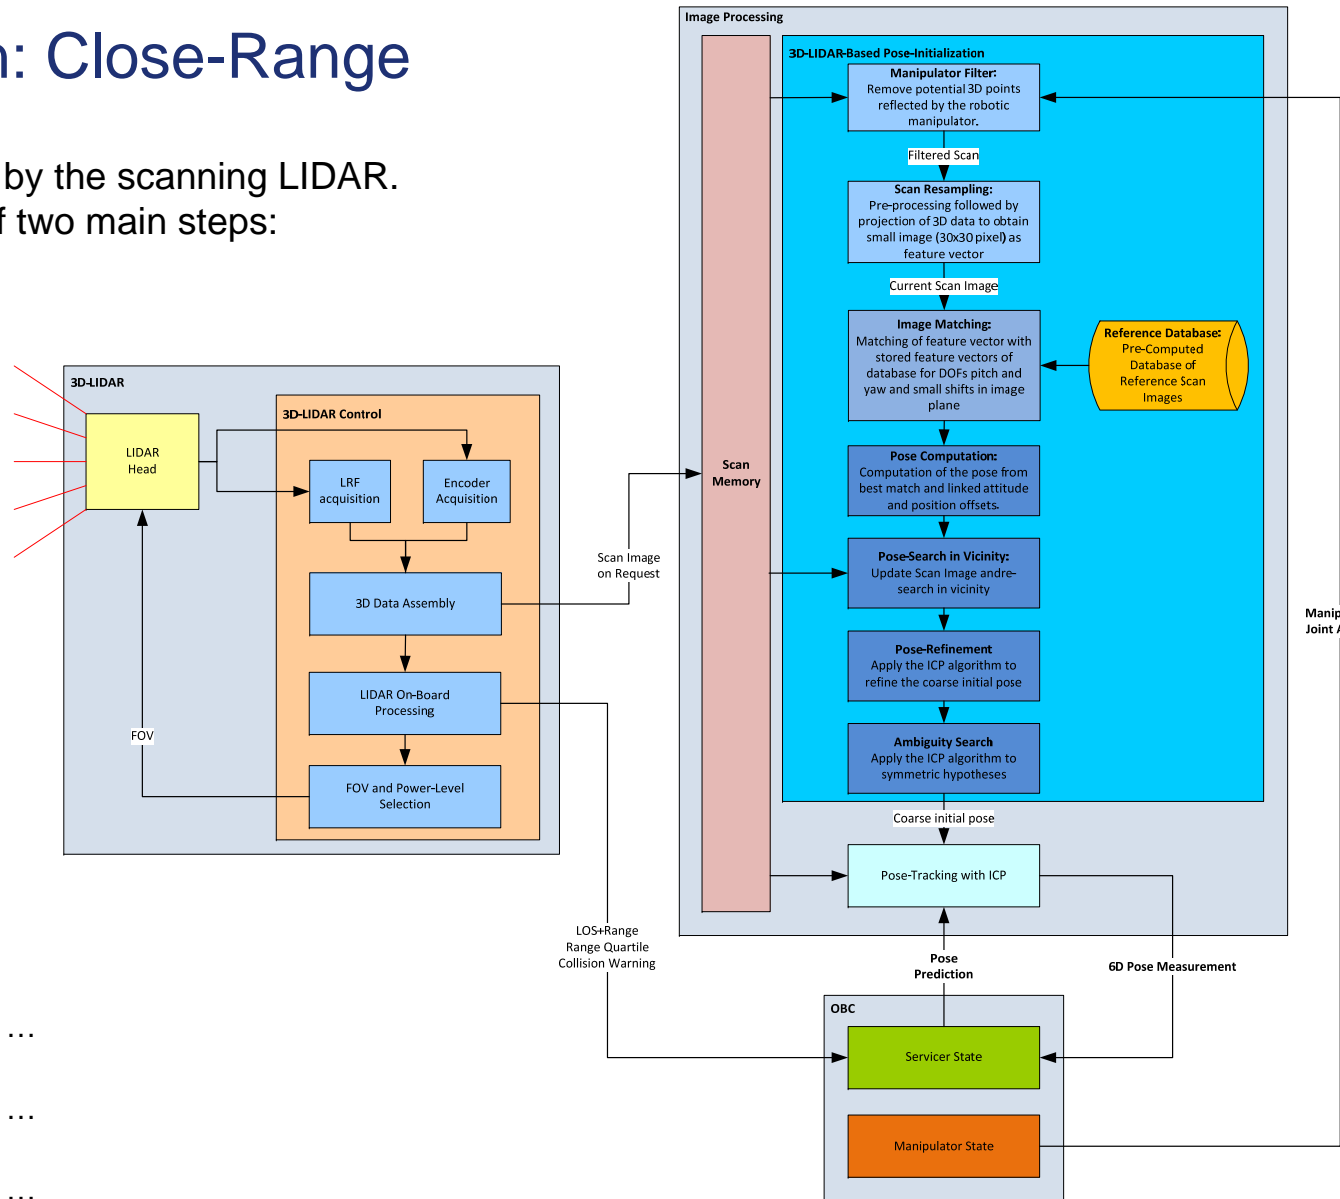 n: Close-Range
by the scanning LIDAR.
f two main steps:
3D-LIDAR
LIDAR
Head
3D-LIDAR Control
LRF
acquisition
Encoder
Acquisition
3D Data Assembly
LIDAR On-Board
Processing
FOV and Power-Level
Selection
FOV
Scan Image
on Request
LOS+Range
Range Quartile
Collision Warning
Image Processing
Scan
Memory
3D-LIDAR-Based Pose-Initialization
Manipulator Filter:
Remove potential 3D points
reflected by the robotic
manipulator.
Filtered Scan
Scan Resampling:
Pre-processing followed by
projection of 3D data to obtain
small image (30x30 pixel) as
feature vector
Current Scan Image
Image Matching:
Matching of feature vector with
stored feature vectors of
database for DOFs pitch and
yaw and small shifts in image
plane
Reference Database:
Pre-Computed
Database of
Reference Scan
Images
Pose Computation:
Computation of the pose from
best match and linked attitude
and position offsets.
Pose-Search in Vicinity:
Update Scan Image andre-
search in vicinity
Pose-Refinement
Apply the ICP algorithm to
refine the coarse initial pose
Ambiguity Search
Apply the ICP algorithm to
symmetric hypotheses
Coarse initial pose
Pose-Tracking with ICP
Pose
Prediction
6D Pose Measurement
Manip
Joint A
OBC
Servicer State
Manipulator State
...
...
...